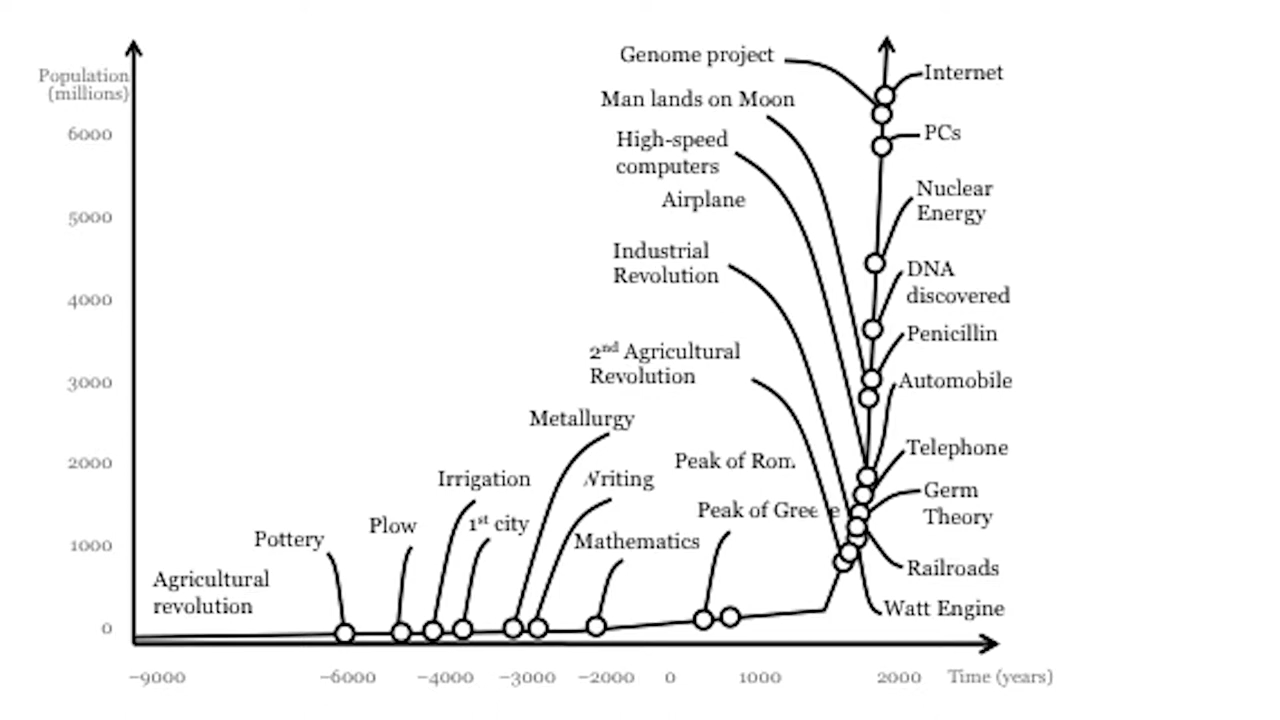 Population
(millions)
6000
5000
4000
3000
2000
1000
0
Genome project
Man lands on Moon
High-speed
computers
Airplane
Industrial
Revolution
2nd Agricultural
Revolution
Metallurgy
Peak of Rom
Irrigation
Writing
Peak of Greece
1st city
Plow
Pottery
Mathematics
Agricultural
revolution
Internet
PCs
Nuclear
Energy
DNA
discovered
Penicillin
Automobile
Telephone
Germ
Theory
Railroads
Watt Engine
−9000
−6000
−4000
−3000
−2000
0
1000
2000
Time (years)